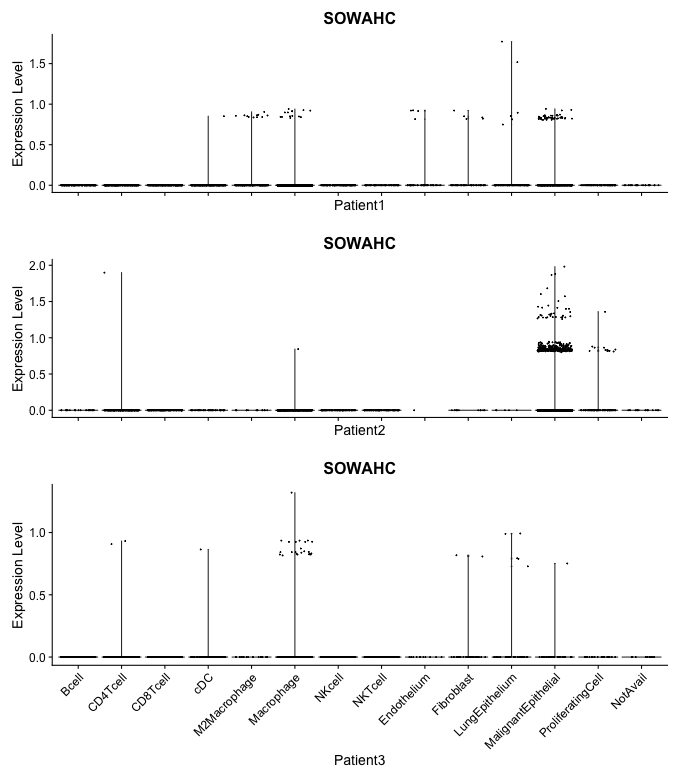 SOWAHC
Expression Level
1.5
1.0
0.5
0.0
Patient1
SOWAHC
Expression Level
2.0
1.5
1.0
0.5
0.0
Patient2
SOWAHC
Expression Level
1.0
0.5
0.0
Bcell
CD4Tcell
CD8Tcell
cDC
M2Macrophage
Macrophage
NKcell
NKTcell
Endothelium
Fibroblast
LungEpithelium
MalignantEpithelial
ProliferatingCell
NotAvail
Patient3